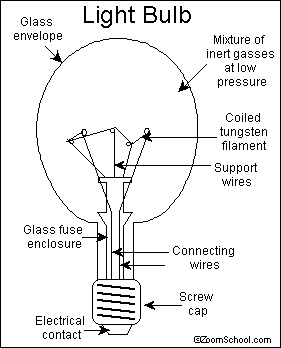 Light Bulb
Glass
envelope
Mixture of
inert gasses
at low
pressure
Coiled
tungsten
filament
Support
wires
Glass fuse
enclosure
Connecting
wires
Screw
cap
Electrical
contact
©ZoomSchool.com